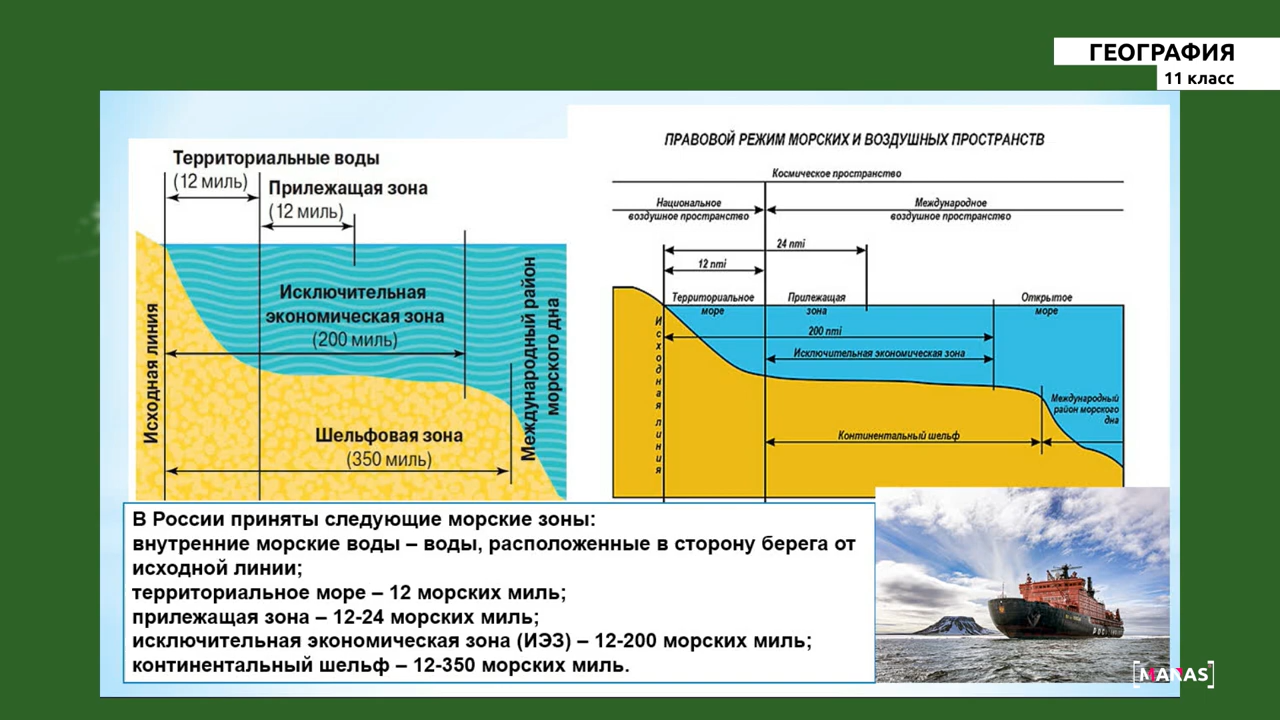 ГЕОГРАФИЯ
11 класс
Территориальные воды
(12 миль)
Прилежащая зона
(12 миль)
Исключительная
экономическая зона
(200 миль)
Шельфовая зона
(350 миль)
Исходная линия
Международный район
морского дна
ПРАВОВОЙ РЕЖИМ МОРСКИХ И ВОЗДУШНЫХ ПРОСТРАНСТВ
Космическое пространство
Национальное
воздушное пространство
Международное
воздушное пространство
24 nmi
12 nmi
Территориальное
море
Прилежащая
зона
Открытое
море
200 nmi
Исключительная экономическая зона
Исходная линия
Международный
район морского
дна
Континентальный шельф
В России приняты следующие морские зоны:
внутренние морские воды – воды, расположенные в сторону берега от
исходной линии;
территориальное море – 12 морских миль;
прилежащая зона – 12-24 морских миль;
исключительная экономическая зона (ИЭЗ) – 12-200 морских миль;
континентальный шельф – 12-350 морских миль.
[MANAS]